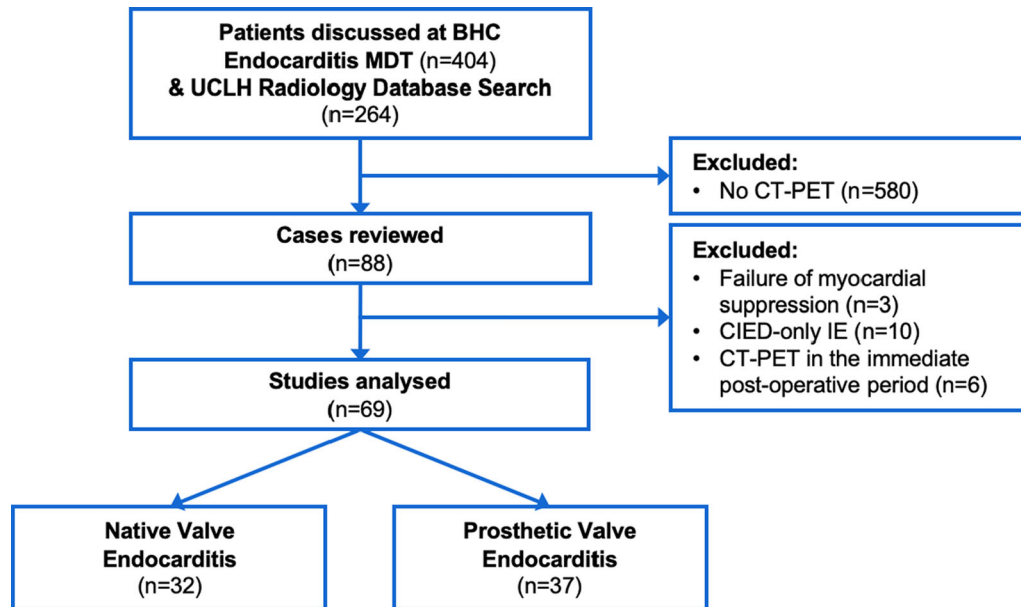 Patients discussed at BHC
Endocarditis MDT (n=404)
& UCLH Radiology Database Search
(n=264)
Excluded:
• No CT-PET (n=580)
Cases reviewed
(n=88)
Excluded:
• Failure of myocardial
suppression (n=3)
• CIED-only IE (n=10)
• CT-PET in the immediate
post-operative period (n=6)
Studies analysed
(n=69)
Native Valve
Endocarditis
(n=32)
Prosthetic Valve
Endocarditis
(n=37)